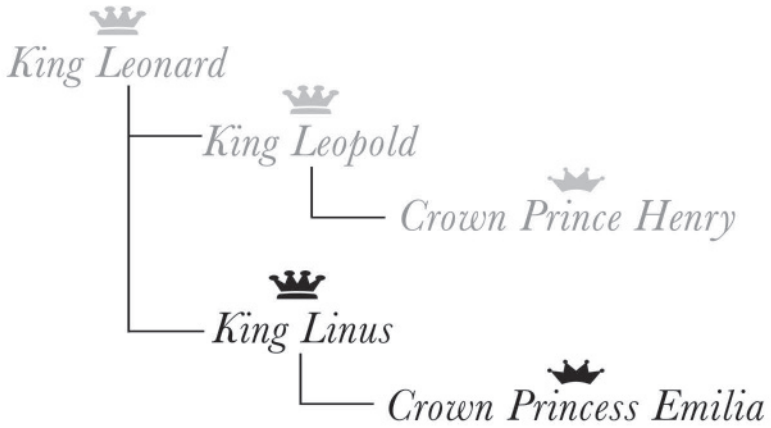 King Leonard
King Leopold
Crown Prince Henry
King Linus
Crown Princess Emilia